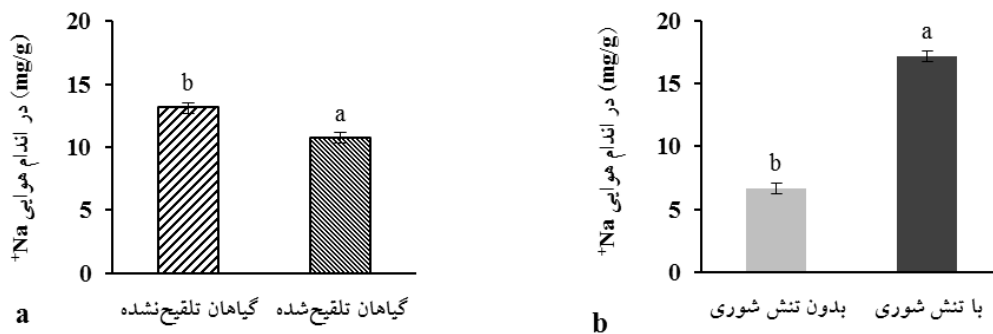 Na⁺ در اندام هوایی (mg/g)
20
15
10
5
0
b
a
گیاهان تلقیح‌نشده
گیاهان تلقیح‌شده
a
Na⁺ در اندام هوایی (mg/g)
20
15
10
5
0
b
a
بدون تنش شوری
با تنش شوری
b